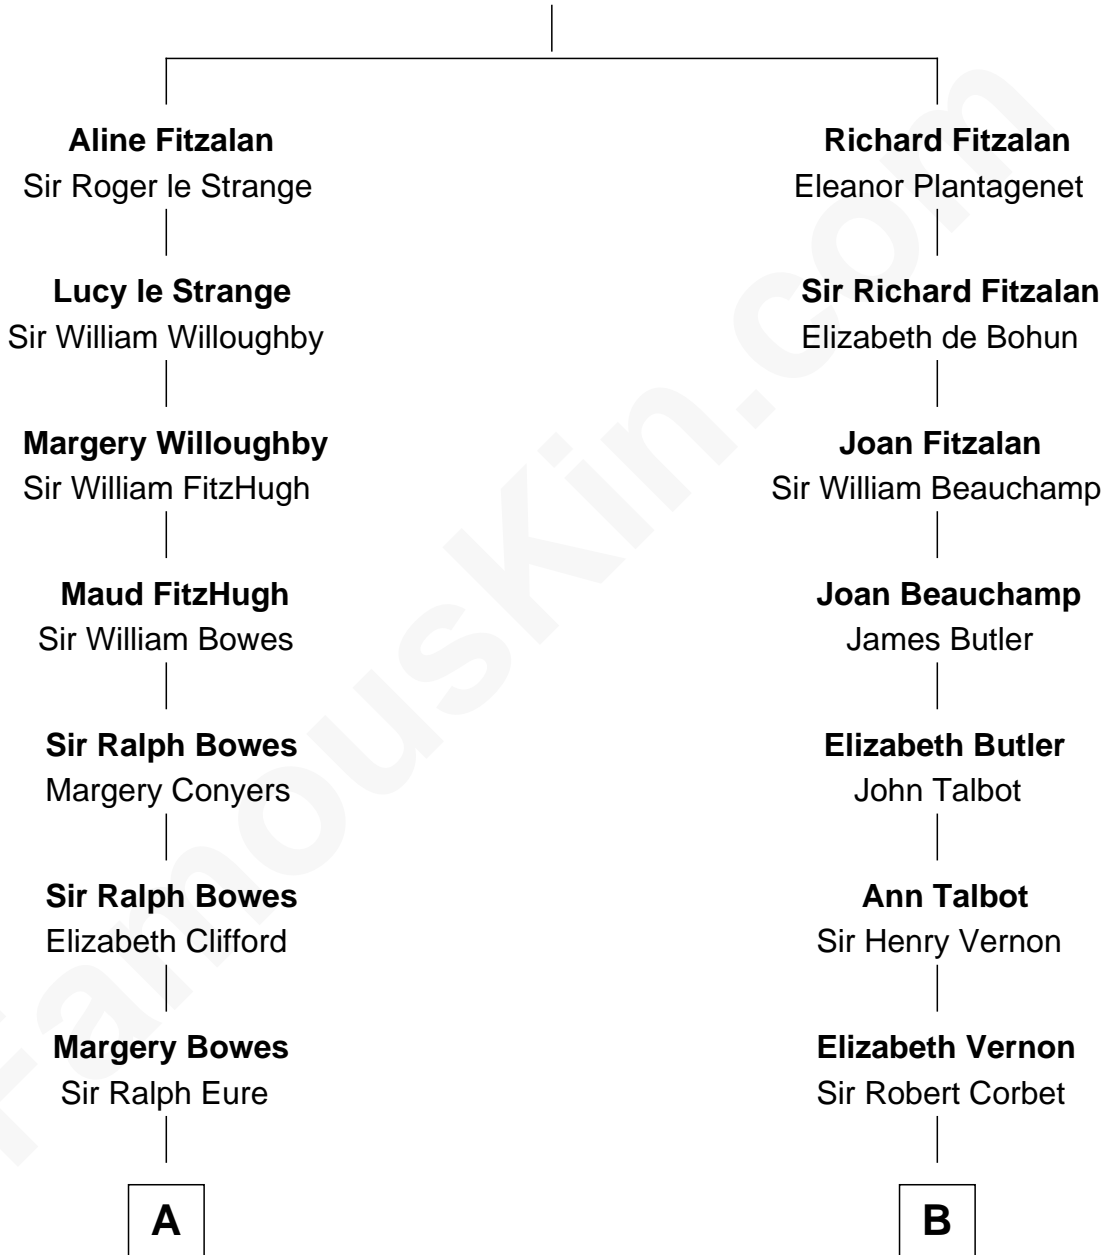 Aline Fitzalan
Sir Roger le Strange
Lucy le Strange
Sir William Willoughby
Margery Willoughby
Sir William FitzHugh
Maud FitzHugh
Sir William Bowes
Sir Ralph Bowes
Margery Conyers
Sir Ralph Bowes
Elizabeth Clifford
Margery Bowes
Sir Ralph Eure
A
Richard Fitzalan
Eleanor Plantagenet
Sir Richard Fitzalan
Elizabeth de Bohun
Joan Fitzalan
Sir William Beauchamp
Joan Beauchamp
James Butler
Elizabeth Butler
John Talbot
Ann Talbot
Sir Henry Vernon
Elizabeth Vernon
Sir Robert Corbet
B
FamousKin.com